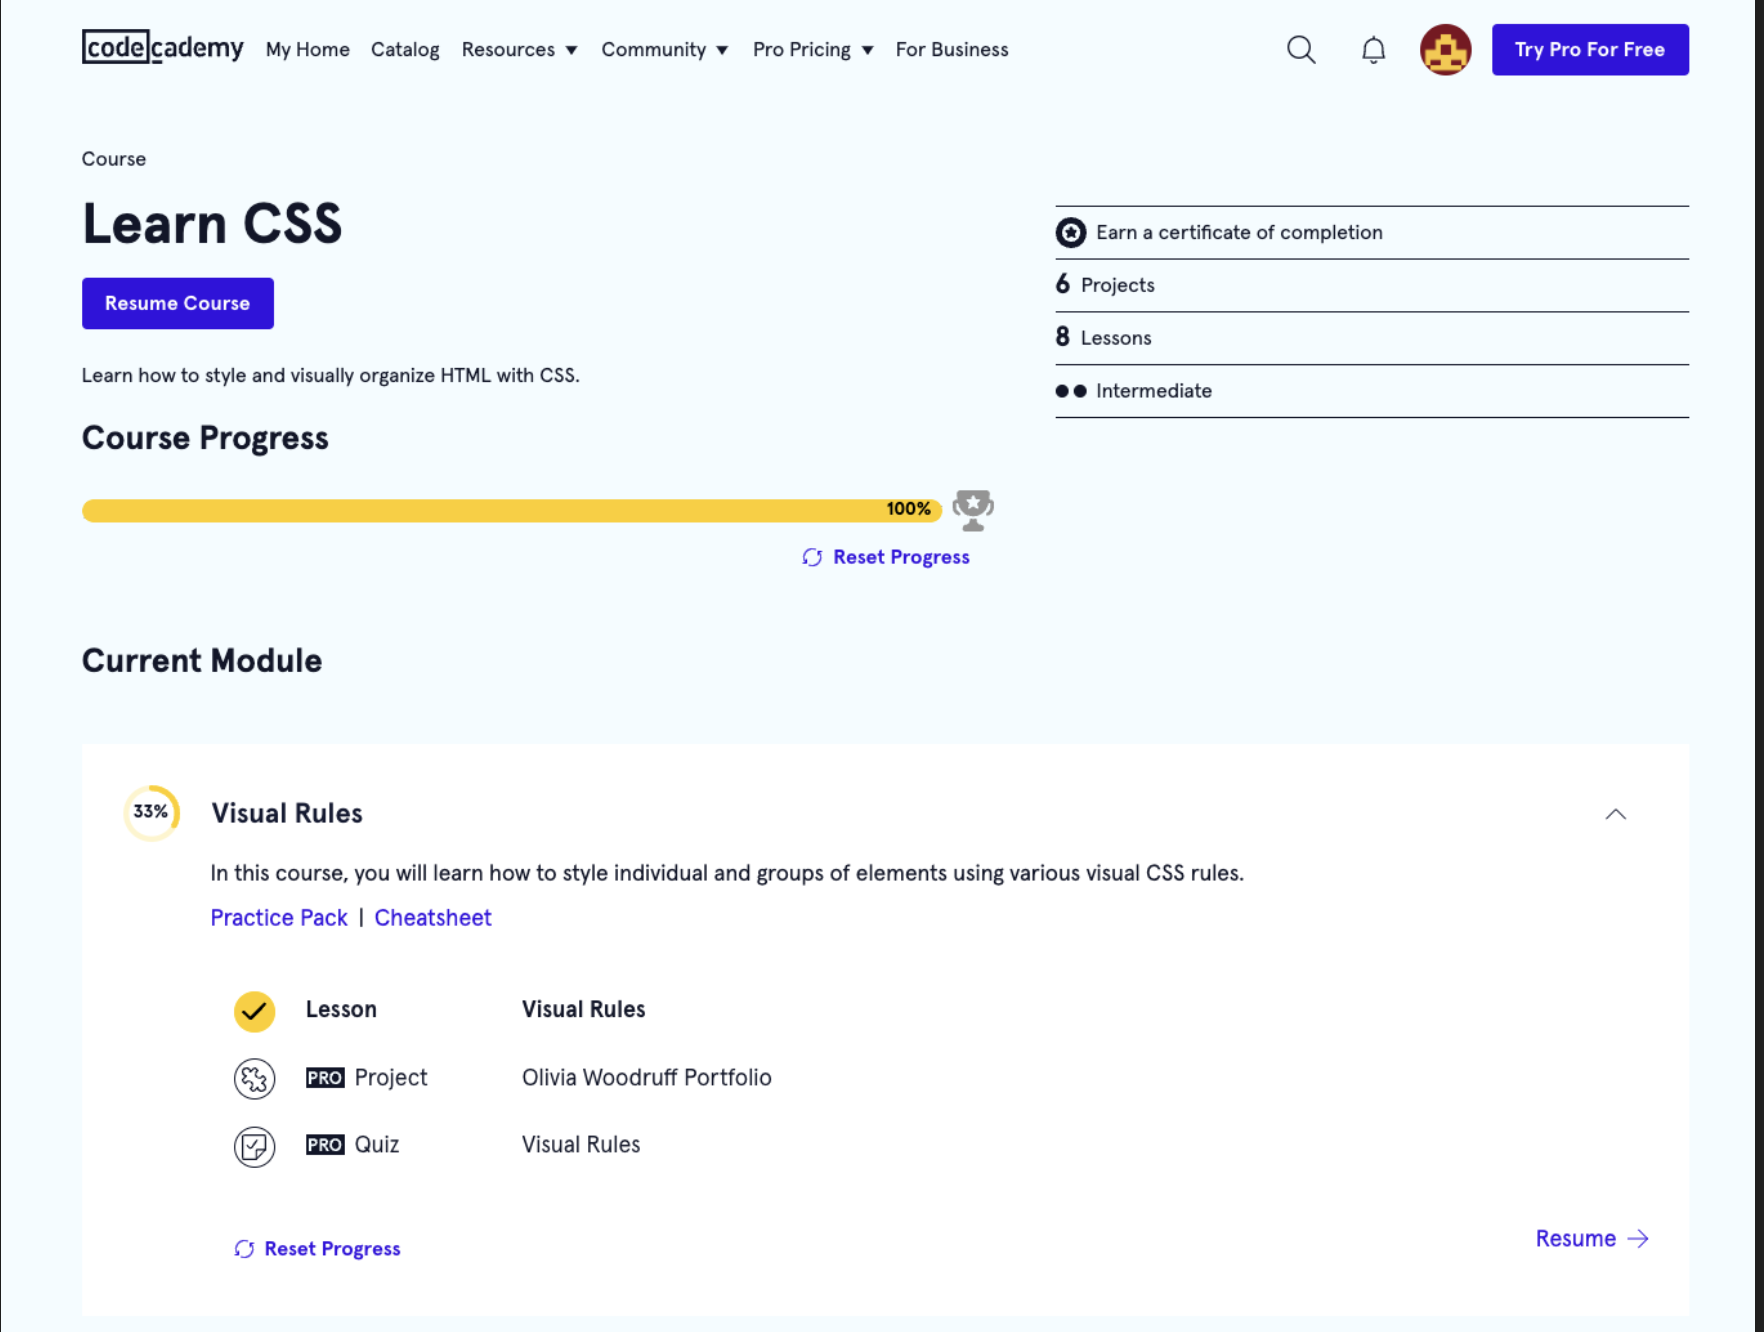 codecademy My Home Catalog Resources ▼ Community ▼ Pro Pricing ▼ For Business Try Pro For Free
Course
Learn CSS
Resume Course
Learn how to style and visually organize HTML with CSS.
Earn a certificate of completion
6 Projects
8 Lessons
Intermediate
Course Progress
100%
Reset Progress
Current Module
33% Visual Rules
In this course, you will learn how to style individual and groups of elements using various visual CSS rules.
Practice Pack | Cheatsheet
Lesson Visual Rules
PRO Project Olivia Woodruff Portfolio
PRO Quiz Visual Rules
Reset Progress
Resume →